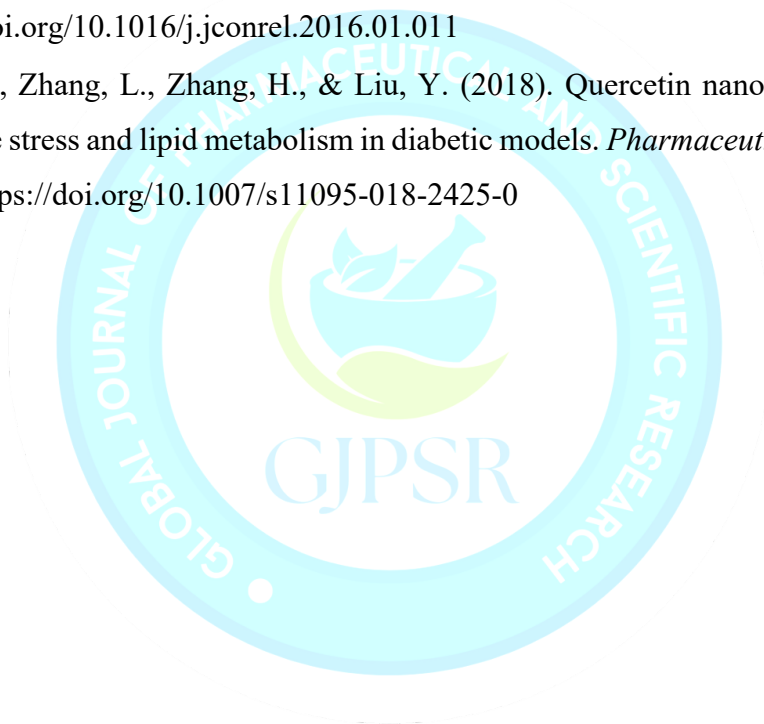 oi.org/10.1016/j.jconrel.2016.01.011
, Zhang, L., Zhang, H., & Liu, Y. (2018). Quercetin nano
e stress and lipid metabolism in diabetic models. Pharmaceut
ps://doi.org/10.1007/s11095-018-2425-0
GLOBAL JOURNAL OF PHARMACEUTICAL AND SCIENTIFIC RESEARCH
GJPSR